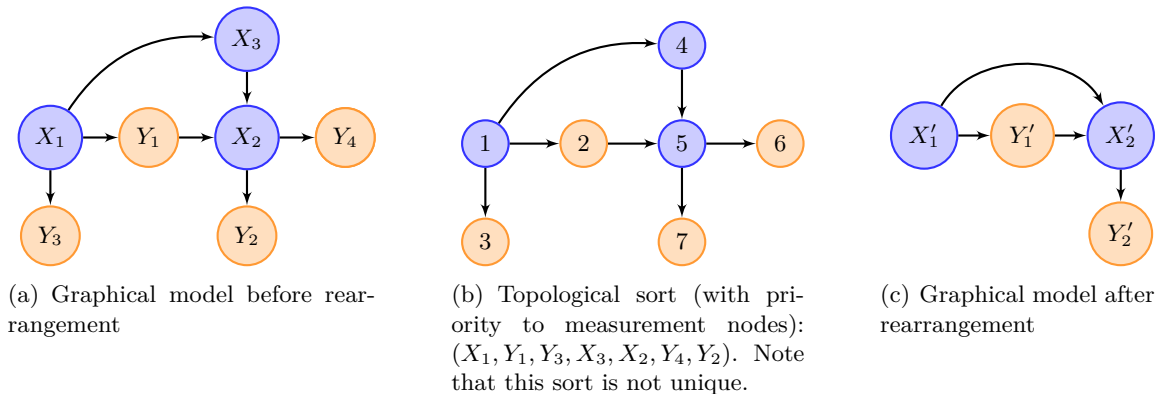 X₃
X₁
Y₁
X₂
Y₄
Y₃
Y₂
(a) Graphical model before rear-
rangement
4
1
2
5
6
3
7
(b) Topological sort (with pri-
ority to measurement nodes):
(X₁, Y₁, Y₃, X₃, X₂, Y₄, Y₂). Note
that this sort is not unique.
X′₁
Y′₁
X′₂
Y′₂
(c) Graphical model after
rearrangement